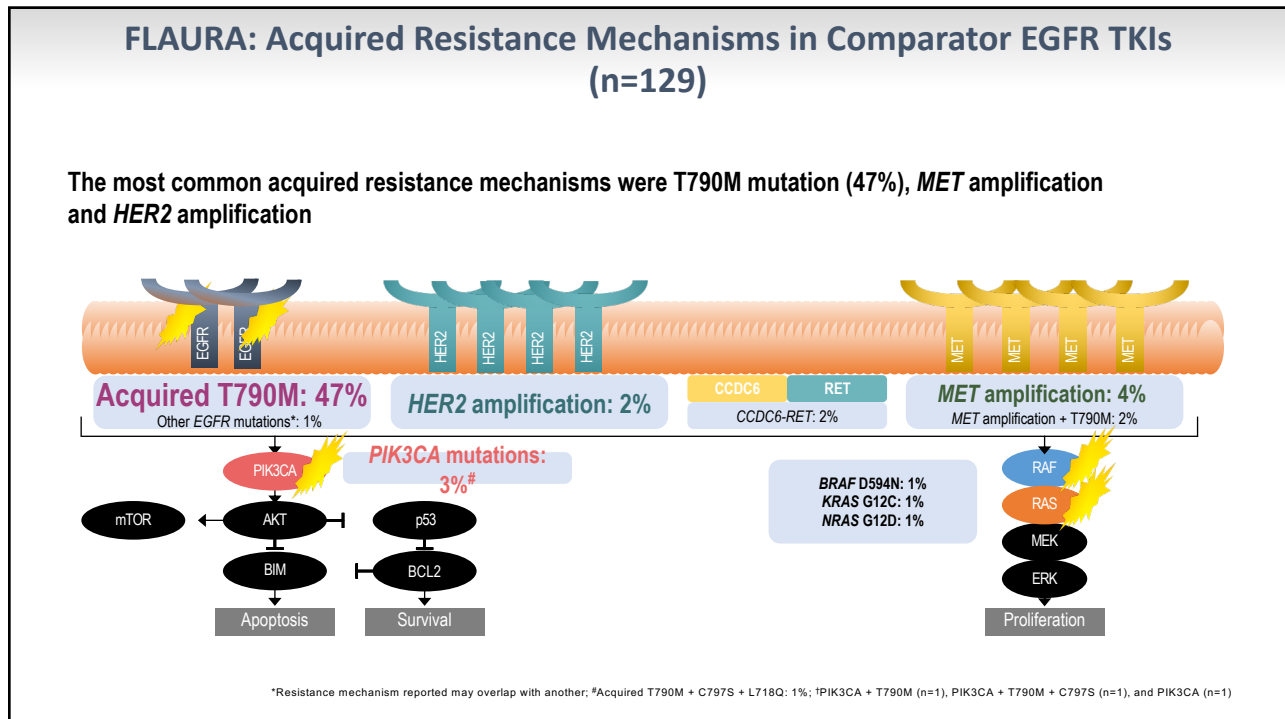 FLAURA: Acquired Resistance Mechanisms in Comparator EGFR TKIs
(n=129)
The most common acquired resistance mechanisms were T790M mutation (47%), MET amplification
and HER2 amplification
EGFR
EGFR
HER2
HER2
HER2
HER2
MET
MET
MET
MET
Acquired T790M: 47%
Other EGFR mutations*: 1%
HER2 amplification: 2%
CCDC6
RET
CCDC6-RET: 2%
MET amplification: 4%
MET amplification + T790M: 2%
PIK3CA
PIK3CA mutations:
3%#
mTOR
AKT
p53
BIM
BCL2
Apoptosis
Survival
BRAF D594N: 1%
KRAS G12C: 1%
NRAS G12D: 1%
RAF
RAS
MEK
ERK
Proliferation
*Resistance mechanism reported may overlap with another; #Acquired T790M + C797S + L718Q: 1%; †PIK3CA + T790M (n=1), PIK3CA + T790M + C797S (n=1), and PIK3CA (n=1)